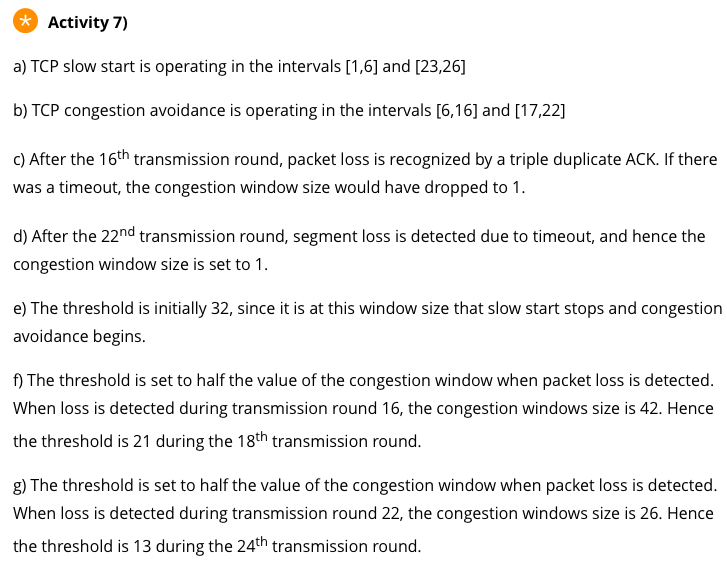 Activity 7)
a) TCP slow start is operating in the intervals [1,6] and [23,26]
b) TCP congestion avoidance is operating in the intervals [6,16] and [17,22]
c) After the 16th transmission round, packet loss is recognized by a triple duplicate ACK. If there
was a timeout, the congestion window size would have dropped to 1.
d) After the 22nd transmission round, segment loss is detected due to timeout, and hence the
congestion window size is set to 1.
e) The threshold is initially 32, since it is at this window size that slow start stops and congestion
avoidance begins.
f) The threshold is set to half the value of the congestion window when packet loss is detected.
When loss is detected during transmission round 16, the congestion windows size is 42. Hence
the threshold is 21 during the 18th transmission round.
g) The threshold is set to half the value of the congestion window when packet loss is detected.
When loss is detected during transmission round 22, the congestion windows size is 26. Hence
the threshold is 13 during the 24th transmission round.